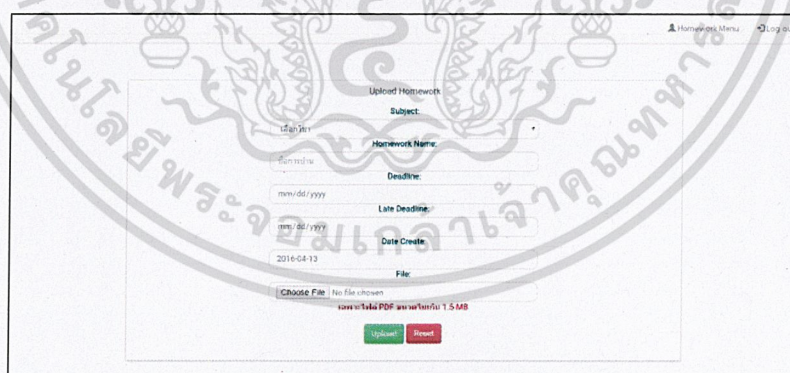 Homework Menu Log ou
Upload Homework
Subject:
เลือกวิชา
Homework Name:
ชื่อการบ้าน
Deadline:
mm/dd/yyyy
Late Deadline:
mm/dd/yyyy
Date Create:
2016-04-13
File:
Choose File No file chosen
เฉพาะไฟล์ PDF ขนาดไม่เกิน 1.5 MB
Upload Reset